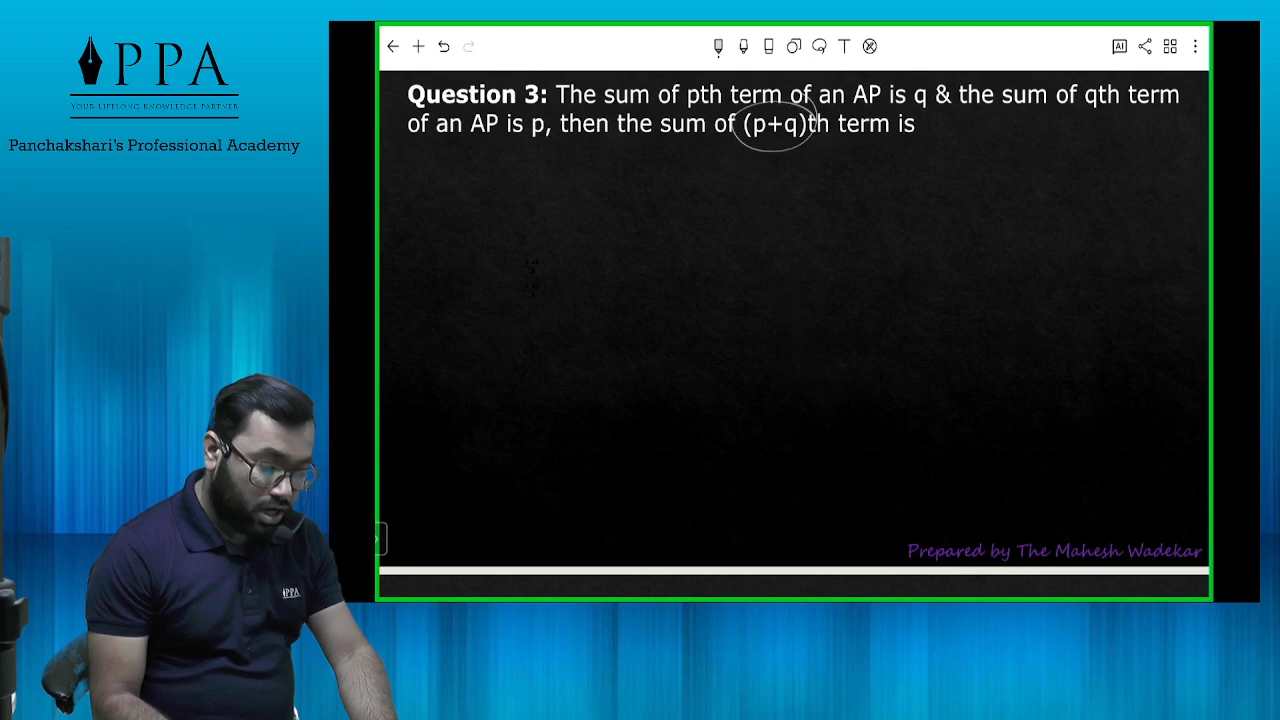 PPA
YOUR LIFELONG KNOWLEDGE PARTNER
Panchakshari's Professional Academy
AI
T
Question 3: The sum of pth term of an AP is q & the sum of qth term
of an AP is p, then the sum of (p+q)th term is
PPA
Prepared by The Mahesh Wadekar